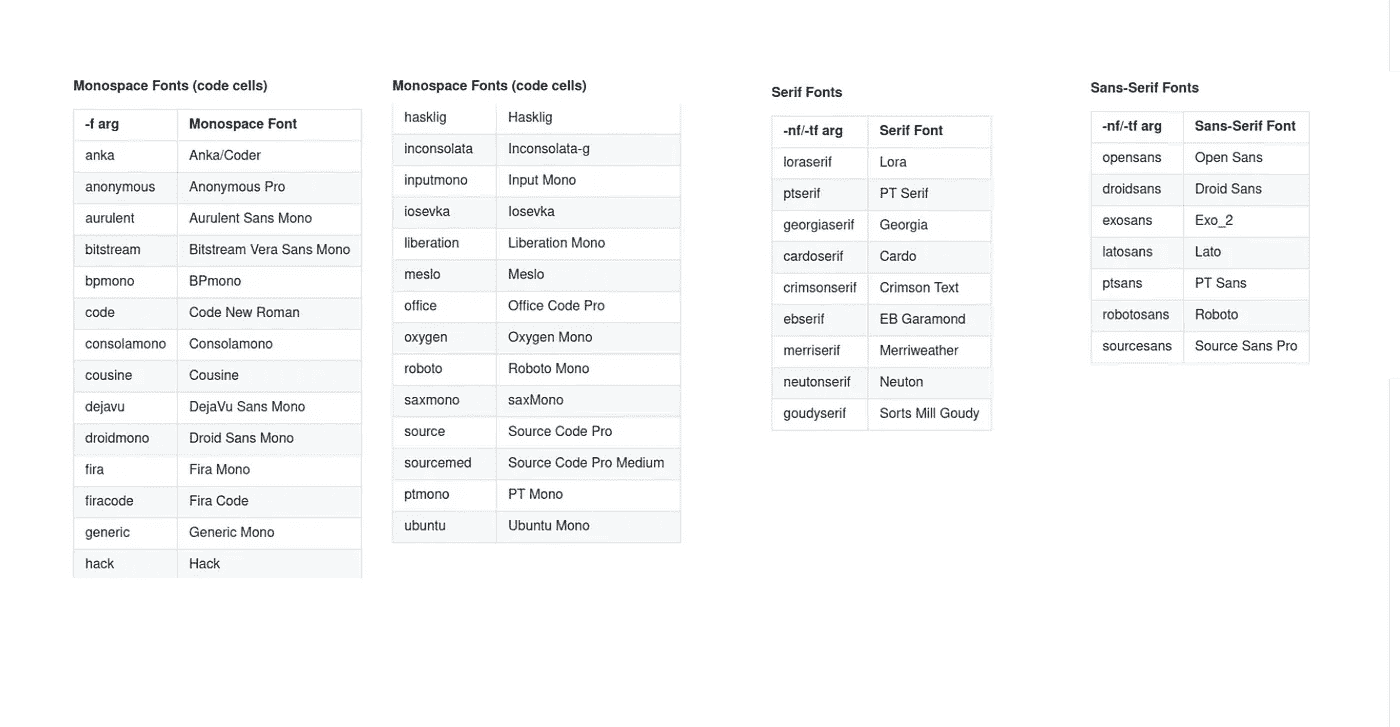 Monospace Fonts (code cells)
-f arg Monospace Font
anka Anka/Coder
anonymous Anonymous Pro
aurulent Aurulent Sans Mono
bitstream Bitstream Vera Sans Mono
bpmono BPmono
code Code New Roman
consolamono Consolamono
cousine Cousine
dejavu DejaVu Sans Mono
droidmono Droid Sans Mono
fira Fira Mono
firacode Fira Code
generic Generic Mono
hack Hack
Monospace Fonts (code cells)
hasklig Hasklig
inconsolata Inconsolata-g
inputmono Input Mono
iosevka Iosevka
liberation Liberation Mono
meslo Meslo
office Office Code Pro
oxygen Oxygen Mono
roboto Roboto Mono
saxmono saxMono
source Source Code Pro
sourcemed Source Code Pro Medium
ptmono PT Mono
ubuntu Ubuntu Mono
Serif Fonts
-nf/-tf arg Serif Font
loraserif Lora
ptserif PT Serif
georgiaserif Georgia
cardoserif Cardo
crimsonserif Crimson Text
ebserif EB Garamond
merriserif Merriweather
neutonserif Neuton
goudyserif Sorts Mill Goudy
Sans-Serif Fonts
-nf/-tf arg Sans-Serif Font
opensans Open Sans
droidsans Droid Sans
exosans Exo_2
latosans Lato
ptsans PT Sans
robotosans Roboto
sourcesans Source Sans Pro